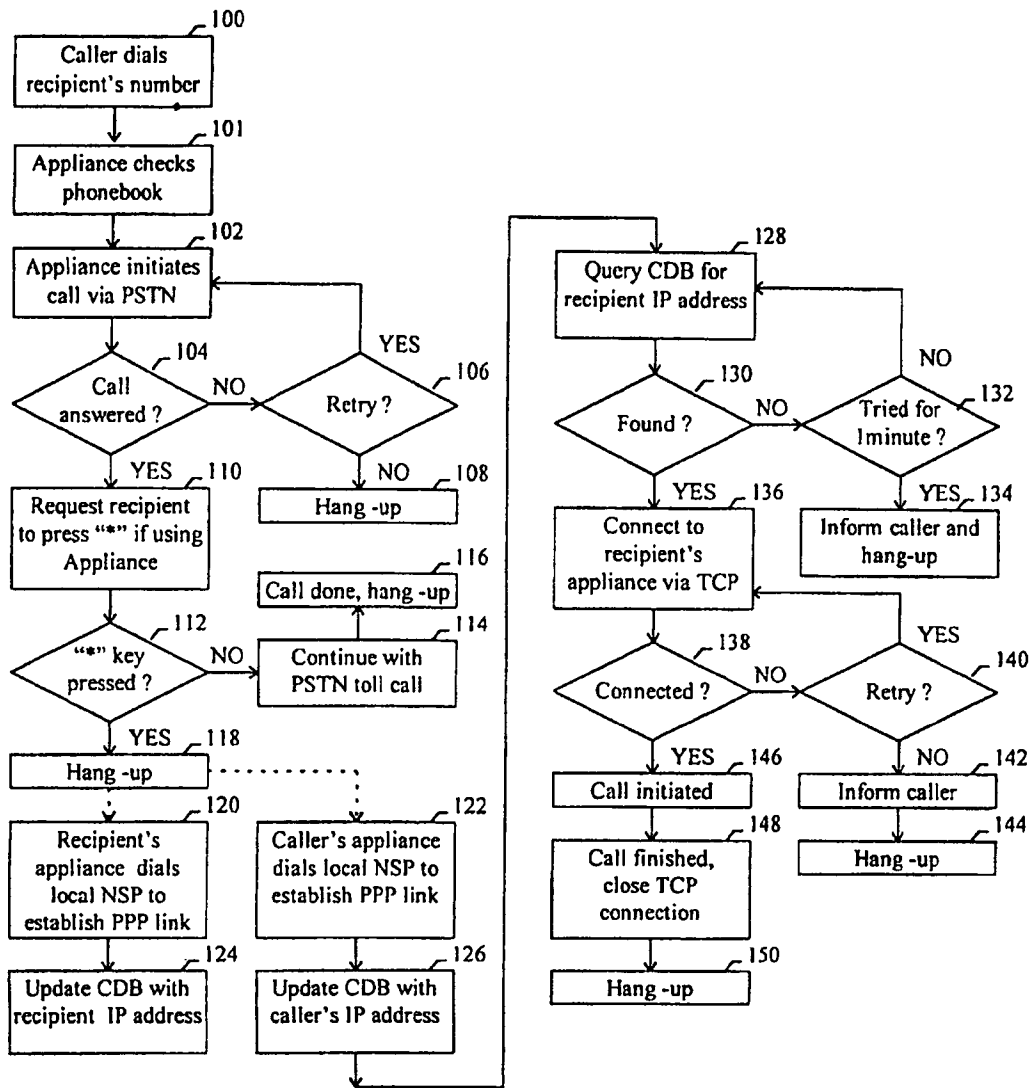 100
Caller dials
recipient's number
101
Appliance checks
phonebook
102
Appliance initiates
call via PSTN
104
Call
answered ?
NO
YES
106
Retry ?
YES
NO
108
Hang -up
110
Request recipient
to press “*” if using
Appliance
112
“*” key
pressed ?
NO
YES
114
Continue with
PSTN toll call
116
Call done, hang -up
118
Hang -up
120
Recipient's
appliance dials
local NSP to
establish PPP link
122
Caller's appliance
dials local NSP to
establish PPP link
124
Update CDB with
recipient IP address
126
Update CDB with
caller's IP address
128
Query CDB for
recipient IP address
130
Found ?
NO
YES
132
Tried for
1minute ?
NO
YES
134
Inform caller and
hang-up
136
Connect to
recipient's
appliance via TCP
138
Connected ?
NO
YES
140
Retry ?
YES
NO
142
Inform caller
144
Hang -up
146
Call initiated
148
Call finished,
close TCP
connection
150
Hang -up